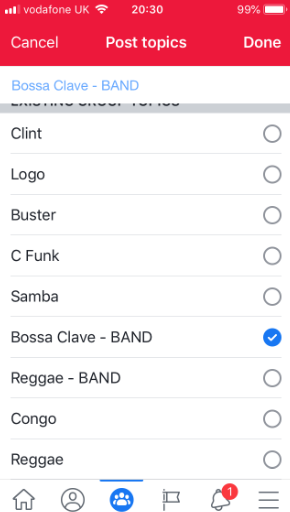 vodafone UK 20:30 99%
Cancel Post topics Done
Bossa Clave - BAND
EXISTING GROUP TOPICS
Clint
Logo
Buster
C Funk
Samba
Bossa Clave - BAND
Reggae - BAND
Congo
Reggae
1